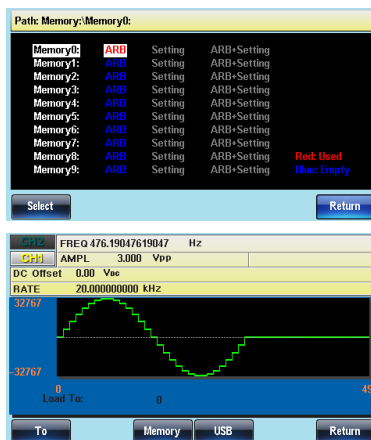 Path: Memory:\Memory0:
Memory0: ARB Setting ARB+Setting
Memory1: ARB Setting ARB+Setting
Memory2: ARB Setting ARB+Setting
Memory3: ARB Setting ARB+Setting
Memory4: ARB Setting ARB+Setting
Memory5: ARB Setting ARB+Setting
Memory6: ARB Setting ARB+Setting
Memory7: ARB Setting ARB+Setting
Memory8: ARB Setting ARB+Setting Red: Used
Memory9: ARB Setting ARB+Setting Blue: Empty
Select Return
CH2 FREQ 476.19047619047 Hz
CH1 AMPL 3.000 VPP
DC Offset 0.00 VDC
RATE 20.000000000 kHz
32767
-32767
0 49
Load To: 0
To Memory USB Return